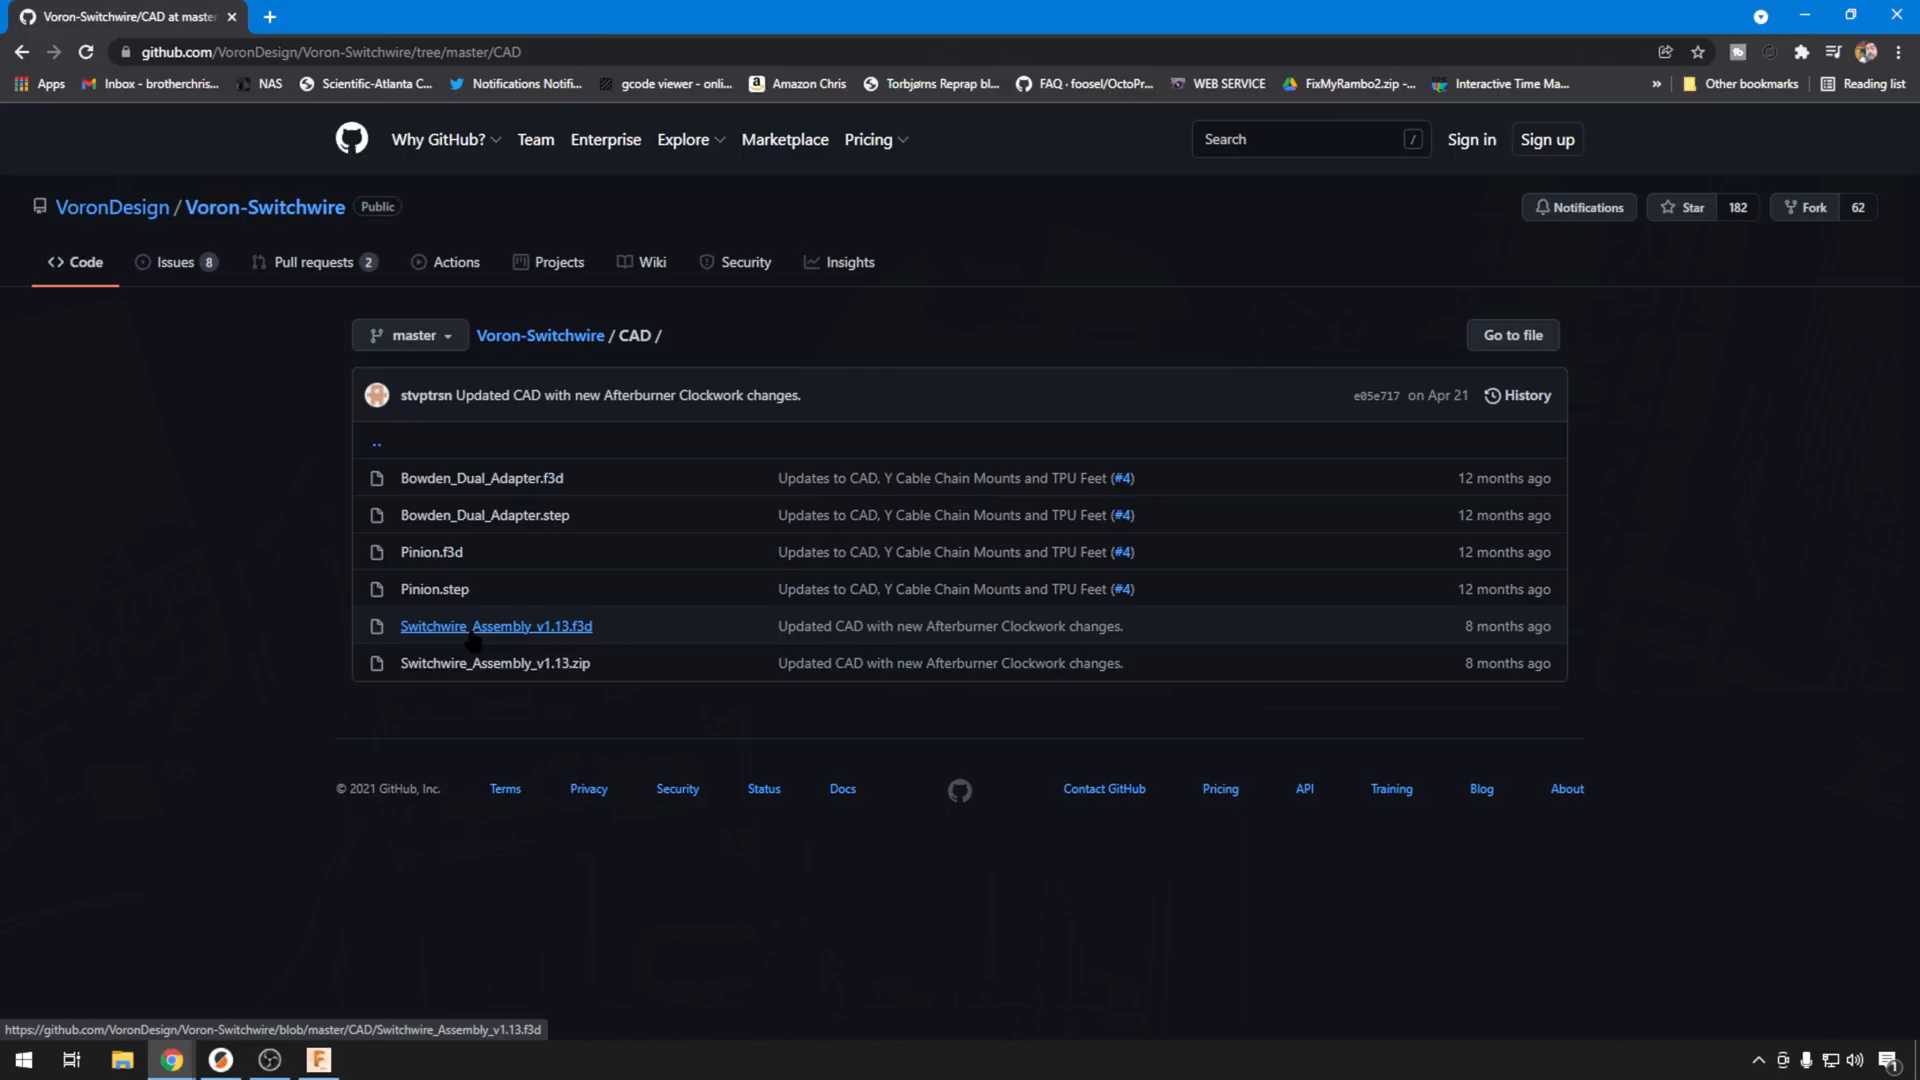 Voron-Switchwire/CAD at master
github.com/VoronDesign/Voron-Switchwire/tree/master/CAD
Apps
Inbox - brotherchris...
NAS
Scientific-Atlanta C...
Notifications Notifi...
gcode viewer - onli...
Amazon Chris
Torbjørns Reprap bl...
FAQ · foosel/OctoPr...
WEB SERVICE
FixMyRambo2.zip -...
Interactive Time Ma...
»
Other bookmarks
Reading list
Why GitHub?
Team
Enterprise
Explore
Marketplace
Pricing
Search
/
Sign in
Sign up
VoronDesign / Voron-Switchwire
Public
Notifications
Star
182
Fork
62
Code
Issues
8
Pull requests
2
Actions
Projects
Wiki
Security
Insights
master
Voron-Switchwire / CAD /
Go to file
stvptrsn Updated CAD with new Afterburner Clockwork changes.
e05e717
on Apr 21
History
..
Bowden_Dual_Adapter.f3d
Updates to CAD, Y Cable Chain Mounts and TPU Feet (#4)
12 months ago
Bowden_Dual_Adapter.step
Updates to CAD, Y Cable Chain Mounts and TPU Feet (#4)
12 months ago
Pinion.f3d
Updates to CAD, Y Cable Chain Mounts and TPU Feet (#4)
12 months ago
Pinion.step
Updates to CAD, Y Cable Chain Mounts and TPU Feet (#4)
12 months ago
Switchwire_Assembly_v1.13.f3d
Updated CAD with new Afterburner Clockwork changes.
8 months ago
Switchwire_Assembly_v1.13.zip
Updated CAD with new Afterburner Clockwork changes.
8 months ago
© 2021 GitHub, Inc.
Terms
Privacy
Security
Status
Docs
Contact GitHub
Pricing
API
Training
Blog
About
https://github.com/VoronDesign/Voron-Switchwire/blob/master/CAD/Switchwire_Assembly_v1.13.f3d
F
1